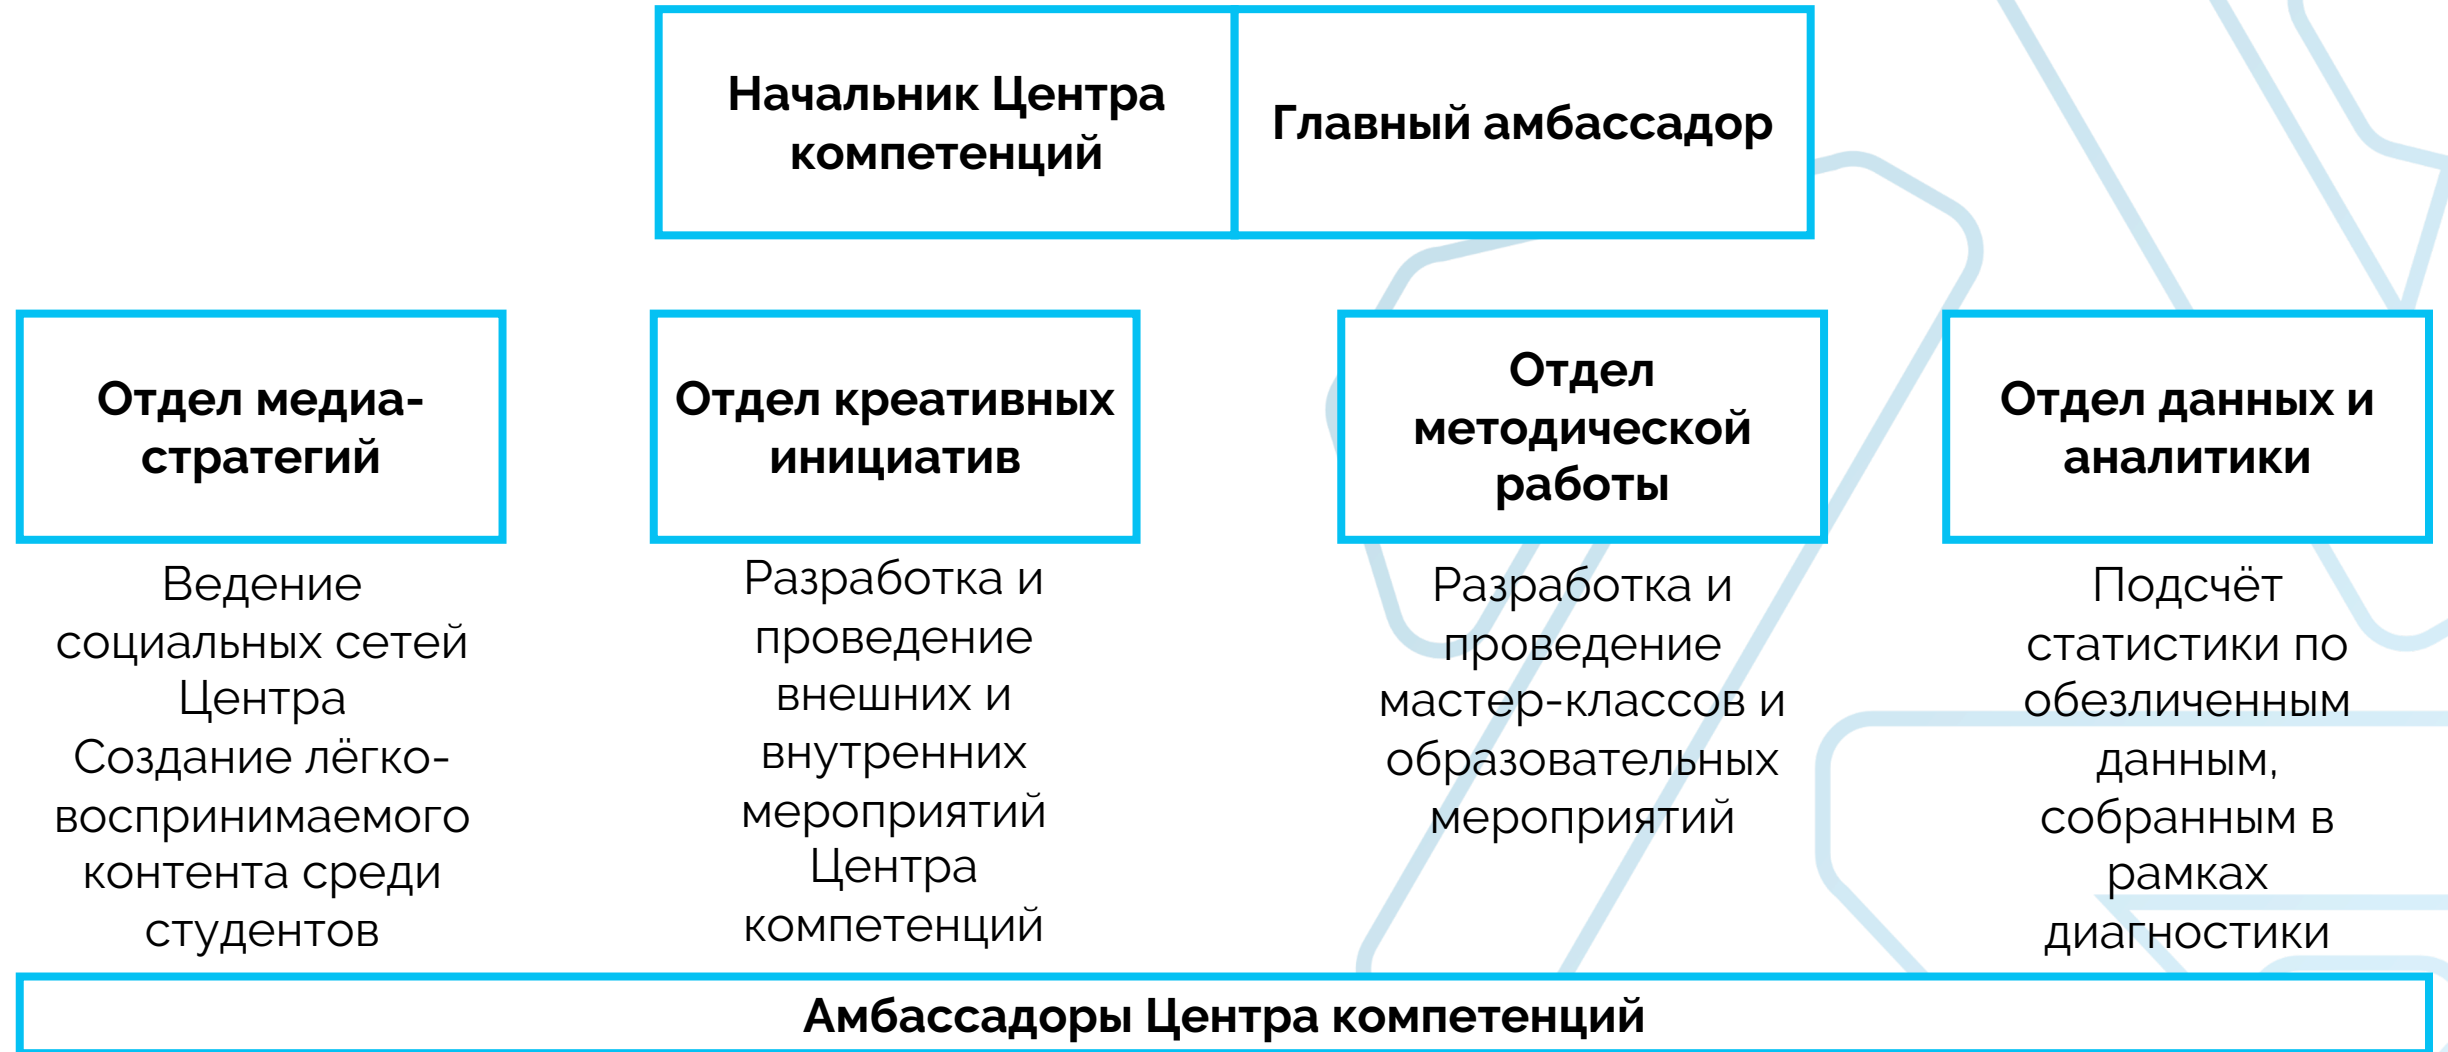 Начальник Центра
компетенций
Главный амбассадор
Отдел медиа-
стратегий
Ведение
социальных сетей
Центра
Создание лёгко-
воспринимаемого
контента среди
студентов
Отдел креативных
инициатив
Разработка и
проведение
внешних и
внутренних
мероприятий
Центра
компетенций
Отдел
методической
работы
Разработка и
проведение
мастер-классов и
образовательных
мероприятий
Отдел данных и
аналитики
Подсчёт
статистики по
обезличенным
данным,
собранным в
рамках
диагностики
Амбассадоры Центра компетенций